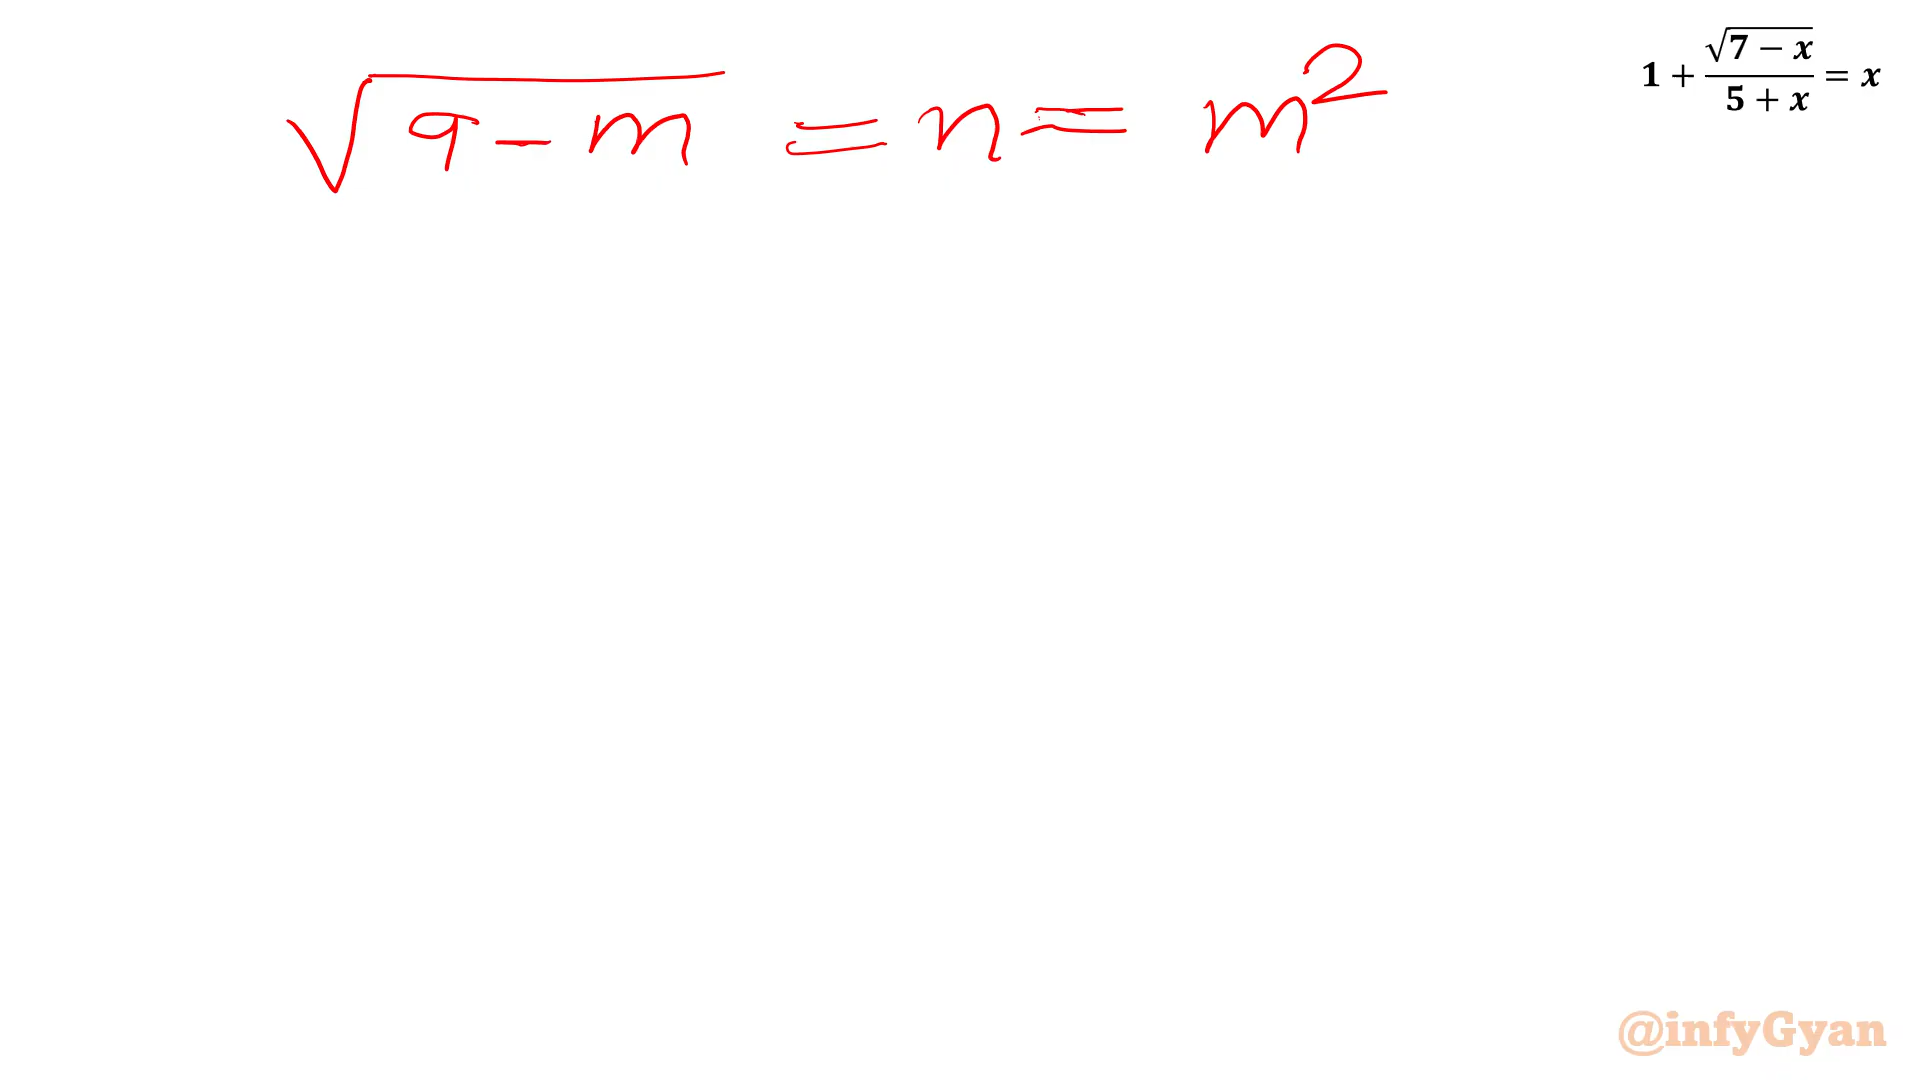 √(9 - m) = n = m²
1 + √(7 - x)/(5 + x) = x
@infyGyan